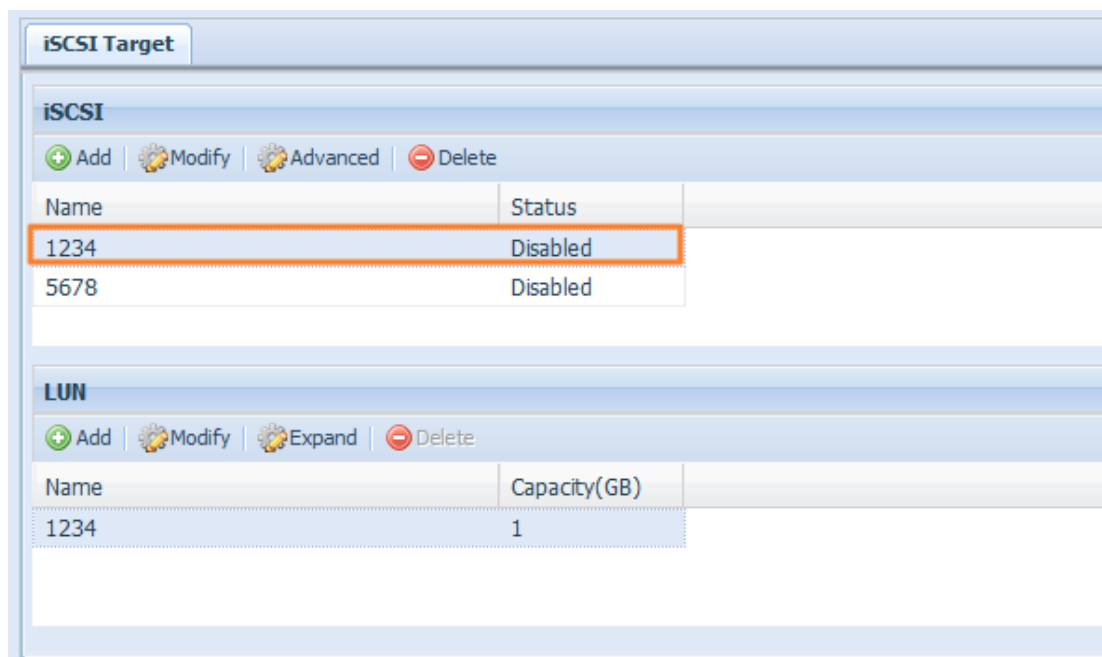 iSCSI Target
iSCSI
Add Modify Advanced Delete
Name Status
1234 Disabled
5678 Disabled
LUN
Add Modify Expand Delete
Name Capacity(GB)
1234 1